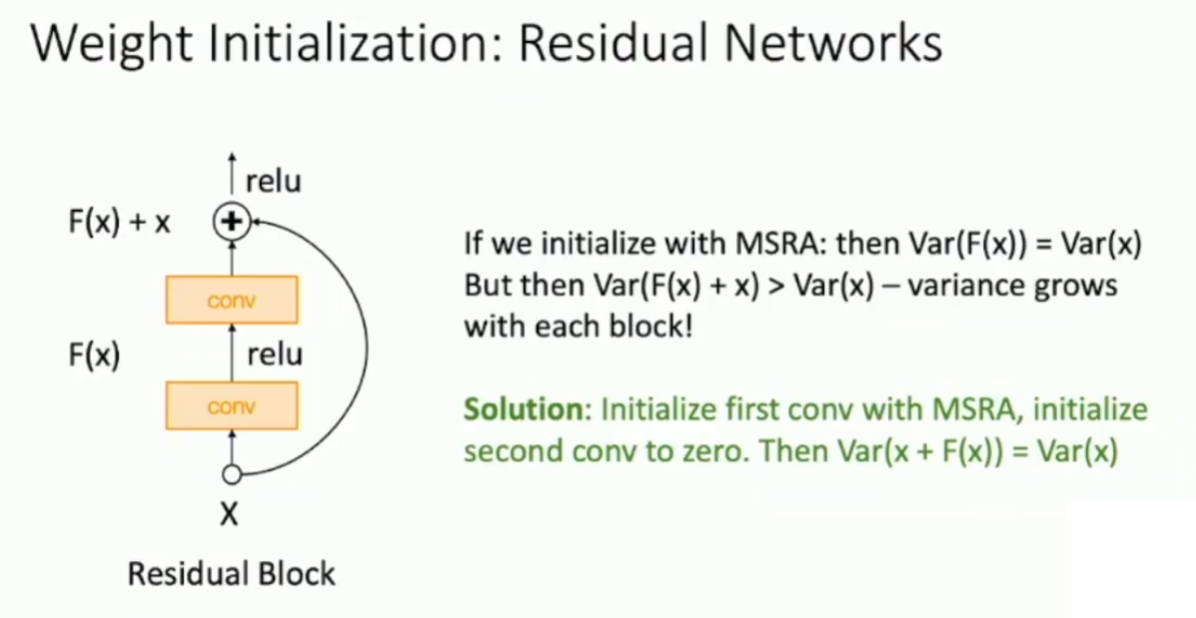 Weight Initialization: Residual Networks
relu
F(x) + x
+
conv
F(x)
relu
conv
X
Residual Block
If we initialize with MSRA: then Var(F(x)) = Var(x)
But then Var(F(x) + x) > Var(x) – variance grows
with each block!
Solution: Initialize first conv with MSRA, initialize
second conv to zero. Then Var(x + F(x)) = Var(x)